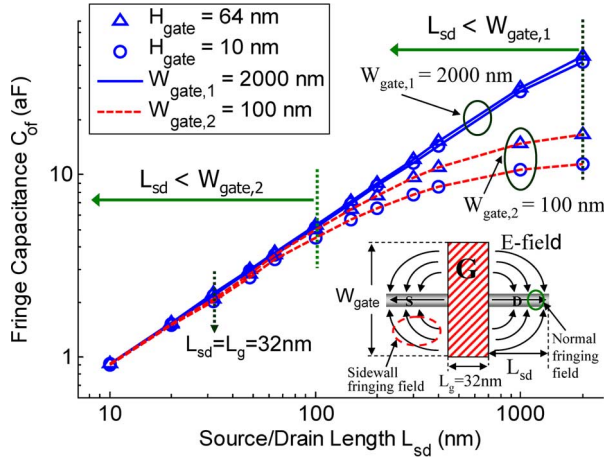 H_gate = 64 nm
H_gate = 10 nm
W_gate,1 = 2000 nm
W_gate,2 = 100 nm
L_sd < W_gate,1
W_gate,1 = 2000 nm
L_sd < W_gate,2
W_gate,2 = 100 nm
L_sd=L_g=32nm
E-field
G
W_gate
S
D
Sidewall
fringing field
L_g=32nm
L_sd
Normal
fringing
field
Fringe Capacitance C_of (aF)
10
1
10
100
1000
Source/Drain Length L_sd (nm)